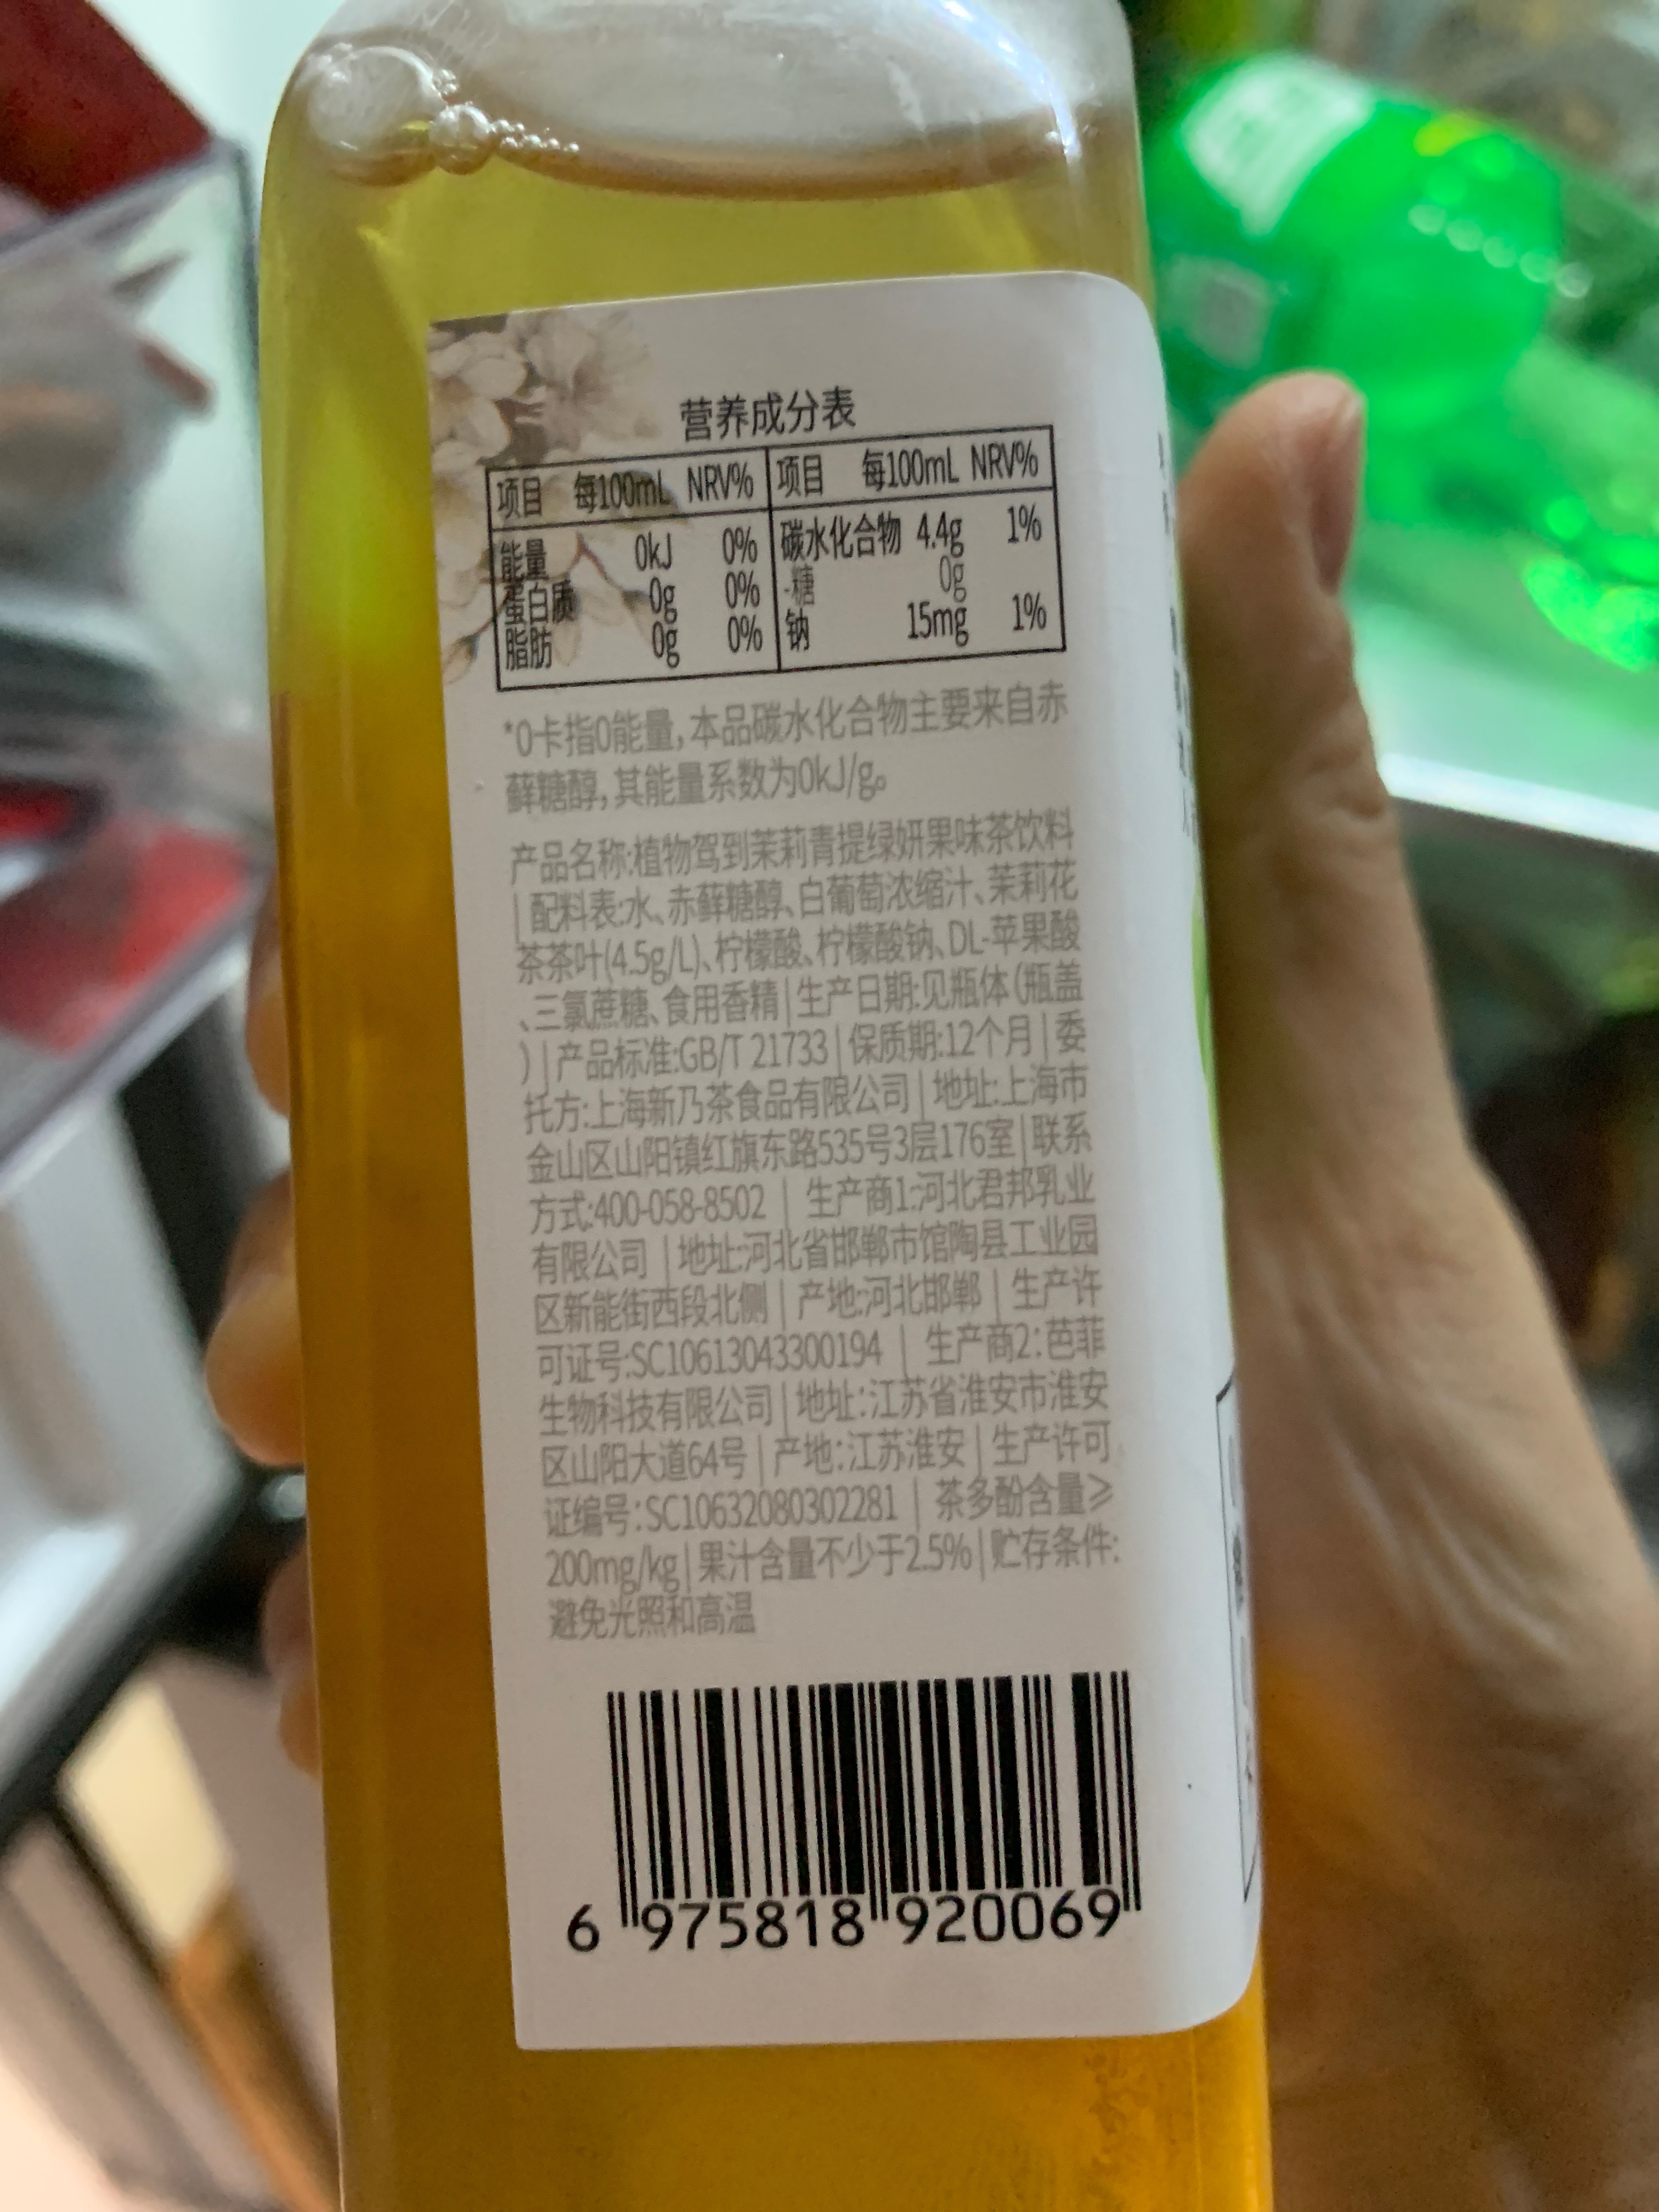 营养成分表
项目 每100mL NRV% 项目 每100mL NRV%
能量 0kJ 0% 碳水化合物 4.4g 1%
蛋白质 0g 0% -糖 0g
脂肪 0g 0% 钠 15mg 1%
*0卡指0能量,本品碳水化合物主要来自赤
藓糖醇,其能量系数为0kJ/g。
产品名称:植物驾到茉莉青提绿妍果味茶饮料
|配料表:水、赤藓糖醇、白葡萄浓缩汁、茉莉花
茶茶叶(4.5g/L)、柠檬酸、柠檬酸钠、DL-苹果酸
、三氯蔗糖、食用香精|生产日期:见瓶体(瓶盖
)|产品标准:GB/T 21733|保质期:12个月|委
托方:上海新乃茶食品有限公司|地址:上海市
金山区山阳镇红旗东路535号3层176室|联系
方式:400-058-8502 | 生产商1:河北君邦乳业
有限公司 |地址:河北省邯郸市馆陶县工业园
区新能街西段北侧 | 产地:河北邯郸 | 生产许
可证号:SC10613043300194 | 生产商2:芭菲
生物科技有限公司|地址:江苏省淮安市淮安
区山阳大道64号|产地:江苏淮安|生产许可
证编号:SC10632080302281 | 茶多酚含量≥
200mg/kg|果汁含量不少于2.5%|贮存条件:
避免光照和高温
6 975818 920069